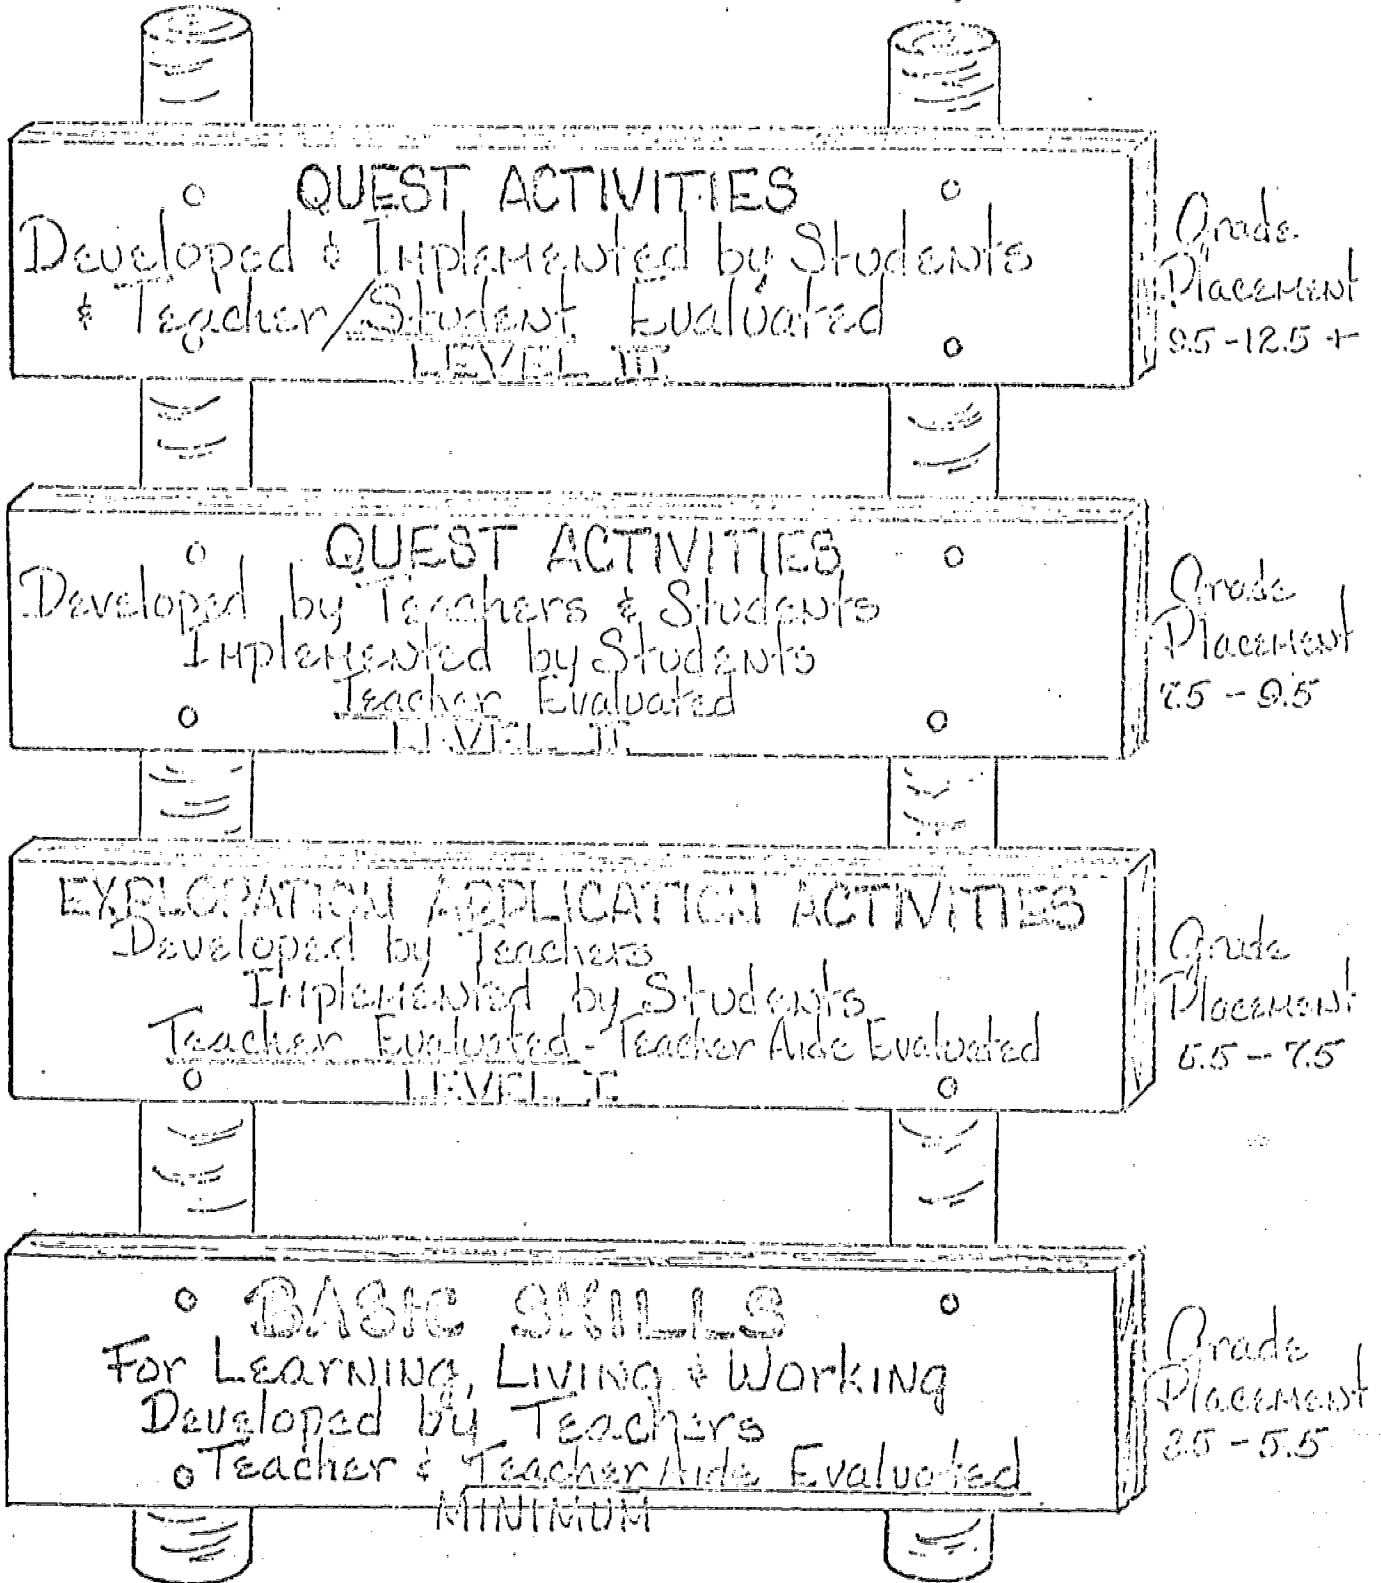 QUEST ACTIVITIES
Developed & Implemented by Students
& Teacher/Student Evaluated
LEVEL III
Grade
Placement
9.5 - 12.5 +
QUEST ACTIVITIES
Developed by Teachers & Students
Implemented by Students
Teacher Evaluated
LEVEL II
Grade
Placement
7.5 - 9.5
EXPLORATION APPLICATION ACTIVITIES
Developed by Teachers
Implemented by Students
Teacher Evaluated - Teacher Aide Evaluated
LEVEL I
Grade
Placement
5.5 - 7.5
BASIC SKILLS
For Learning, Living & Working
Developed by Teachers
Teacher & Teacher Aide Evaluated
MINIMUM
Grade
Placement
3.5 - 5.5